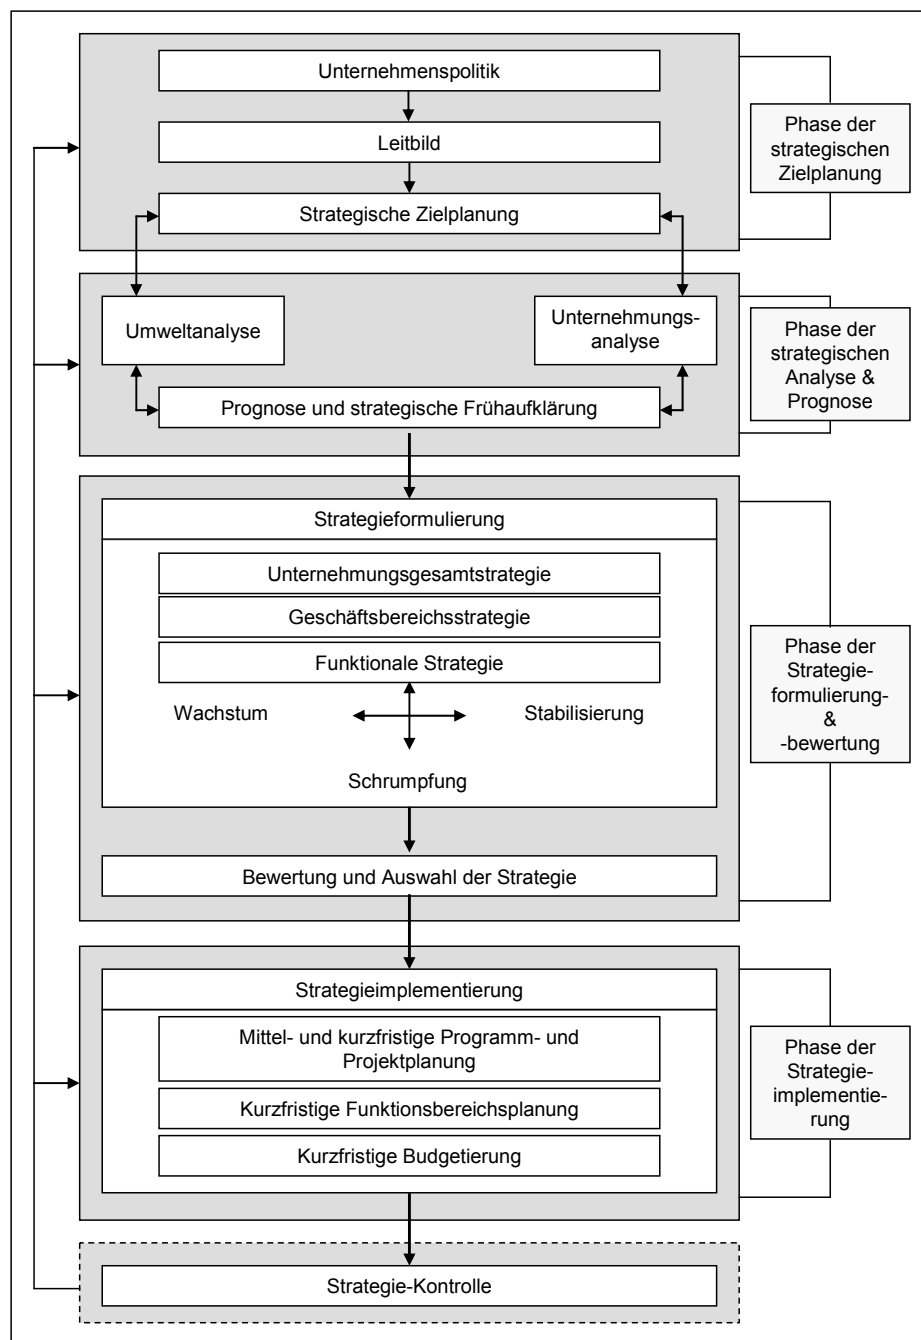 Unternehmenspolitik
Leitbild
Strategische Zielplanung
Phase der
strategischen
Zielplanung
Umweltanalyse
Unternehmungs-
analyse
Prognose und strategische Frühaufklärung
Phase der
strategischen
Analyse &
Prognose
Strategieformulierung
Unternehmungsgesamtstrategie
Geschäftsbereichsstrategie
Funktionale Strategie
Wachstum
Stabilisierung
Schrumpfung
Bewertung und Auswahl der Strategie
Phase der
Strategie-
formulierung-
&
-bewertung
Strategieimplementierung
Mittel- und kurzfristige Programm- und
Projektplanung
Kurzfristige Funktionsbereichsplanung
Kurzfristige Budgetierung
Phase der
Strategie-
implementie-
rung
Strategie-Kontrolle